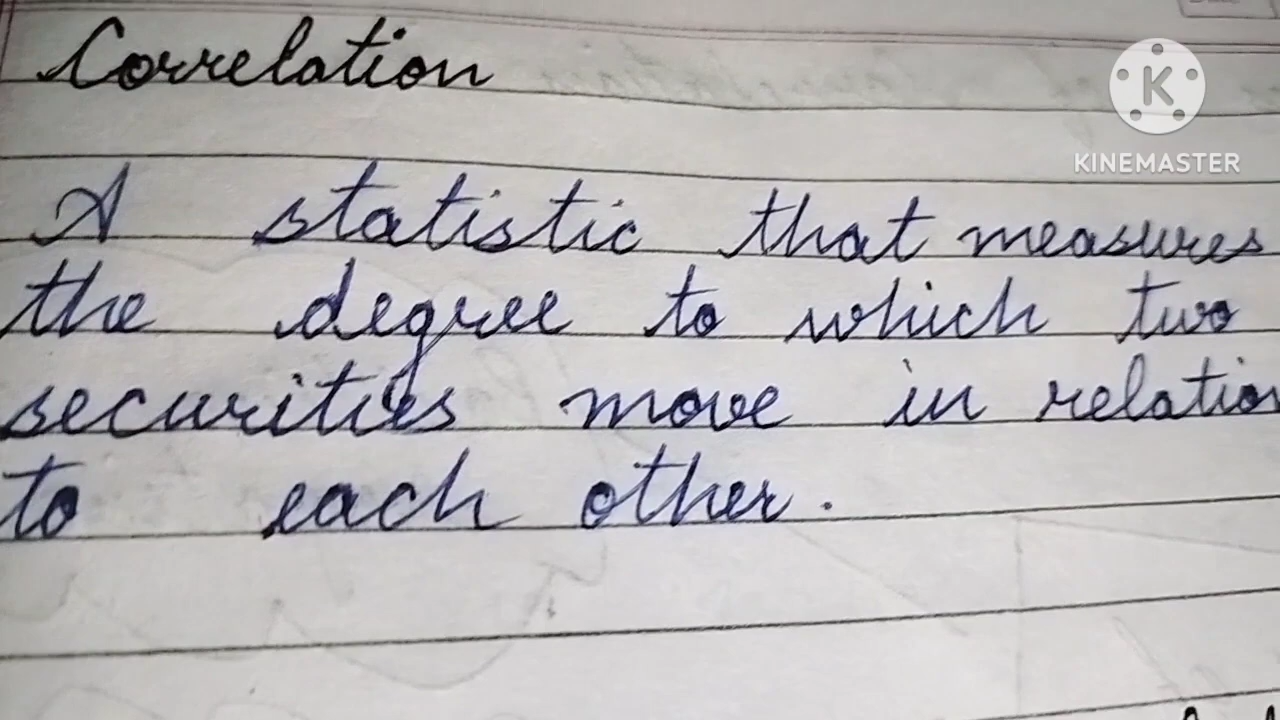 Correlation
KINEMASTER
A statistic that measures
the degree to which two
securities move in relation
to each other.